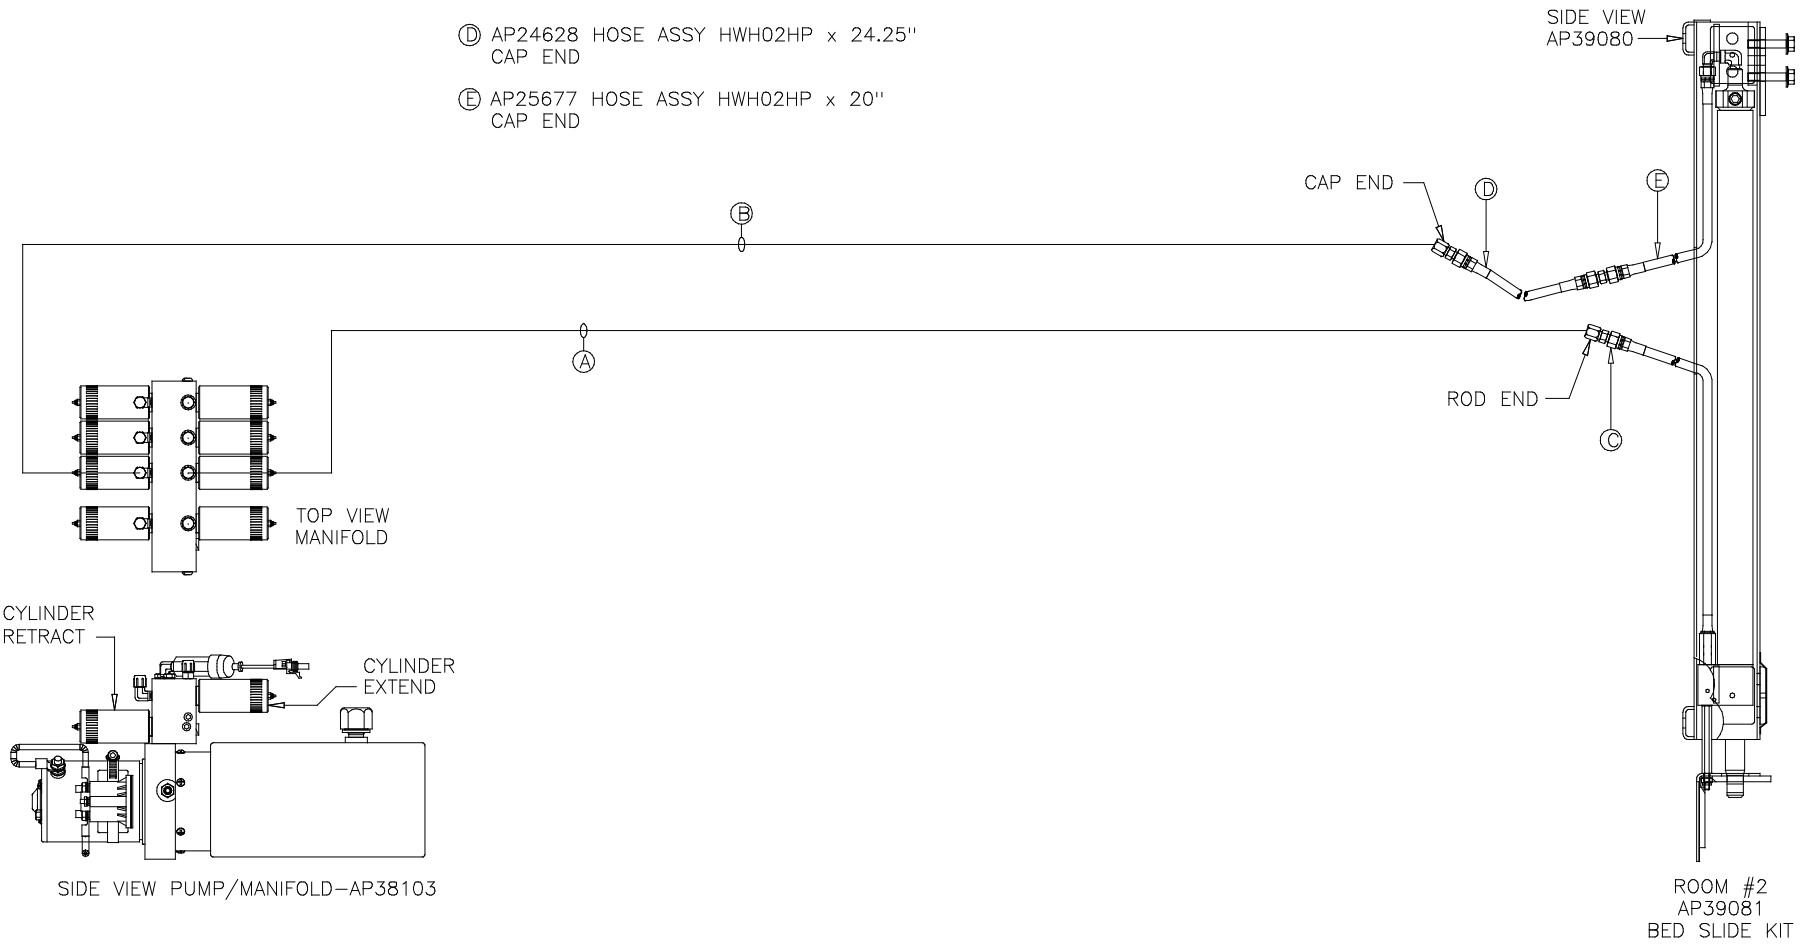 SIDE VIEW
AP39080
Ⓓ AP24628 HOSE ASSY HWH02HP x 24.25"
CAP END
Ⓔ AP25677 HOSE ASSY HWH02HP x 20"
CAP END
CAP END
D
E
B
A
ROD END
C
TOP VIEW
MANIFOLD
CYLINDER
RETRACT
CYLINDER
EXTEND
SIDE VIEW PUMP/MANIFOLD-AP38103
ROOM #2
AP39081
BED SLIDE KIT